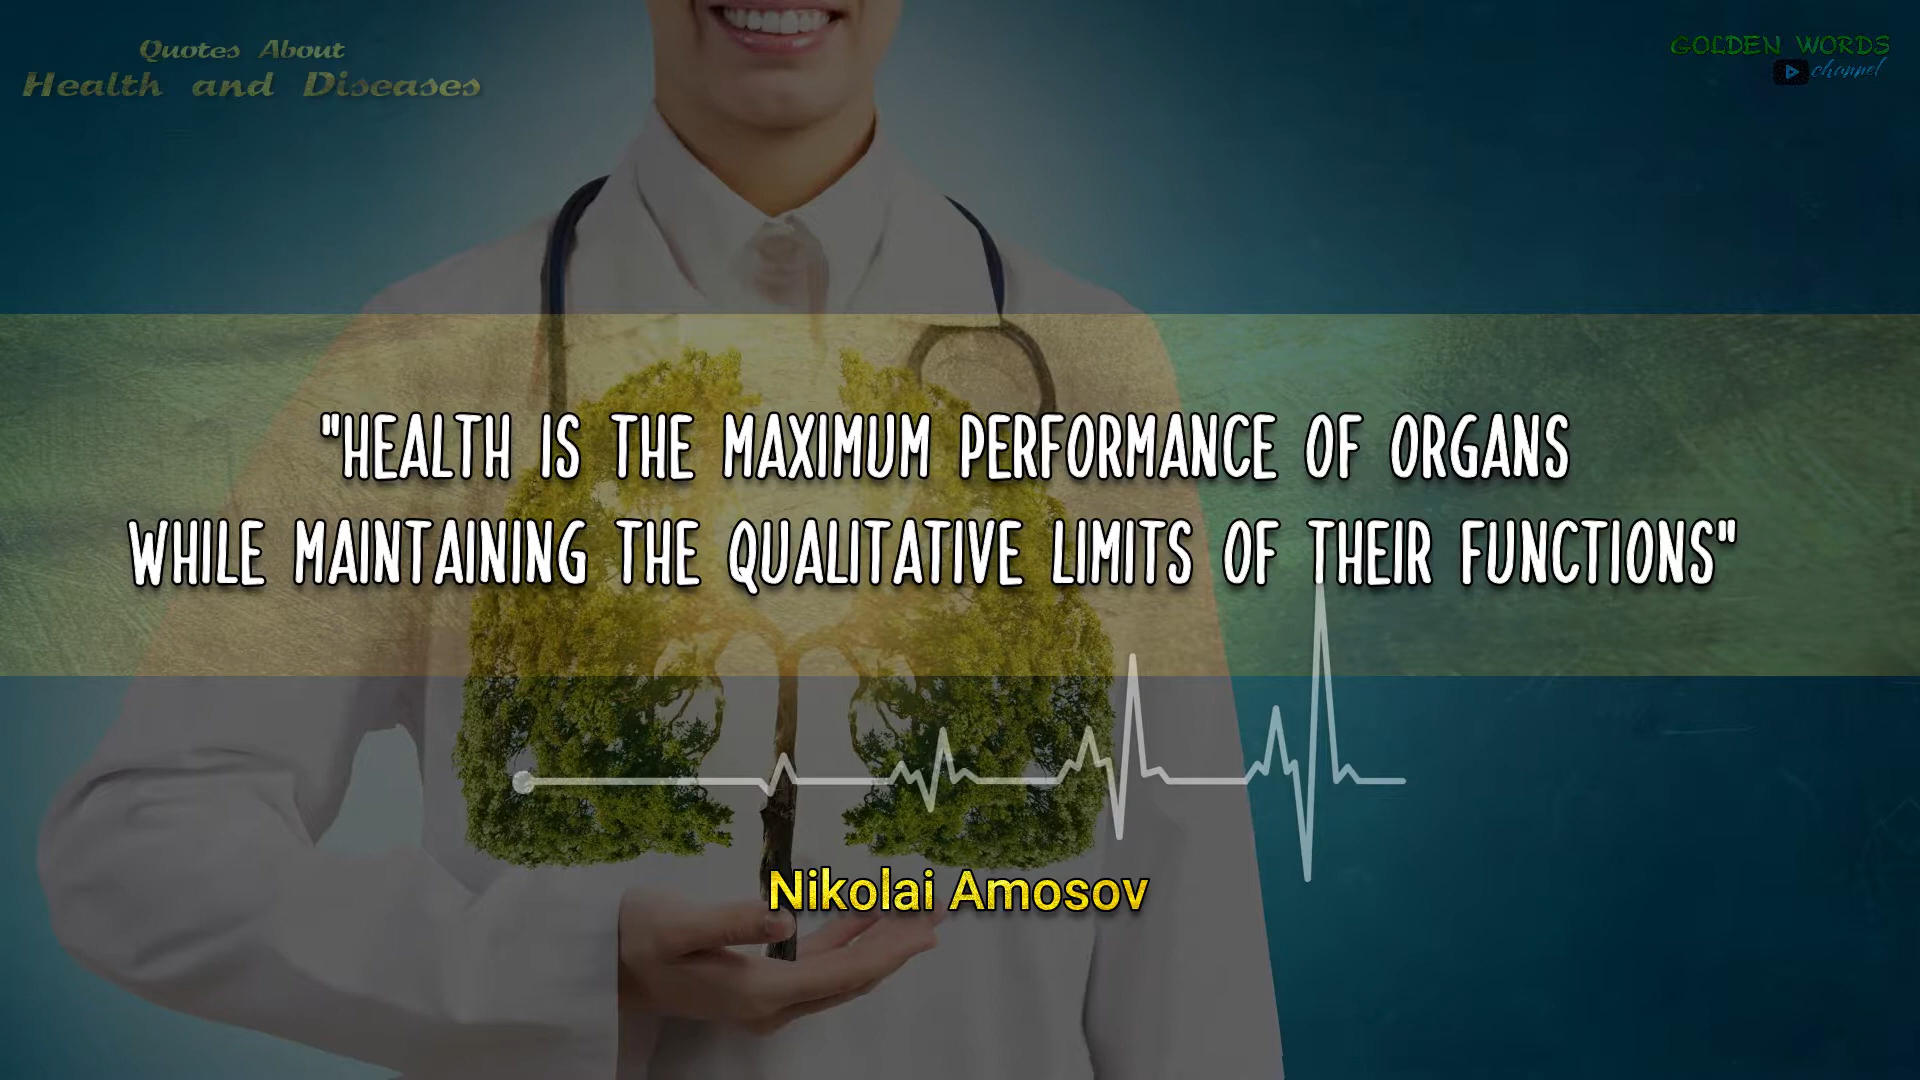 Quotes About
Health and Diseases
GOLDEN WORDS
channel
"HEALTH IS THE MAXIMUM PERFORMANCE OF ORGANS
WHILE MAINTAINING THE QUALITATIVE LIMITS OF THEIR FUNCTIONS"
Nikolai Amosov